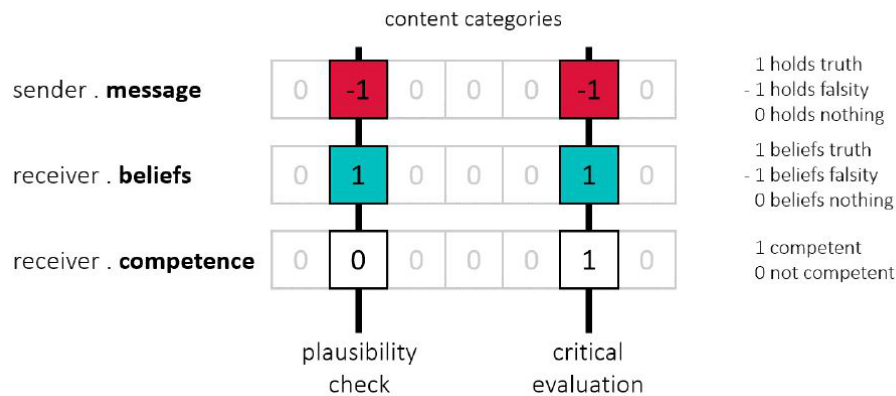 content categories
sender . message
0 -1 0 0 0 -1 0
1 holds truth
- 1 holds falsity
0 holds nothing
receiver . beliefs
0 1 0 0 0 1 0
1 beliefs truth
- 1 beliefs falsity
0 beliefs nothing
receiver . competence
0 0 0 0 0 1 0
1 competent
0 not competent
plausibility
check
critical
evaluation